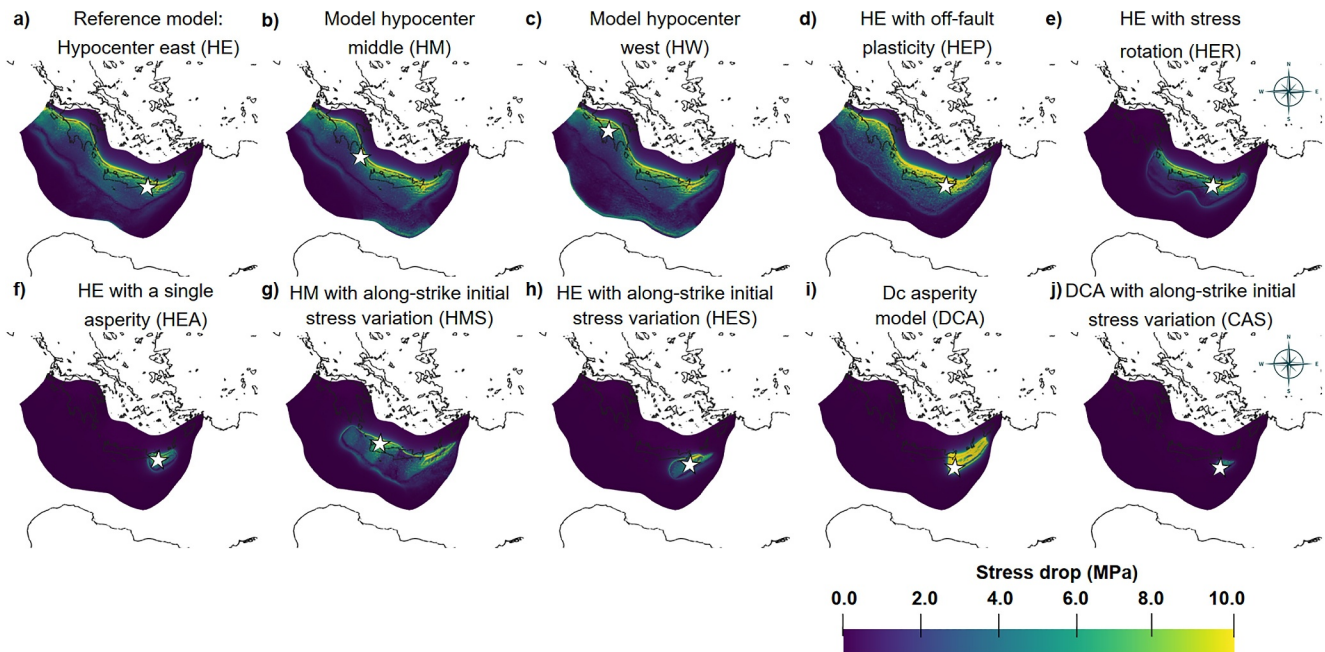 a) Reference model:
Hypocenter east (HE)
b) Model hypocenter
middle (HM)
c) Model hypocenter
west (HW)
d) HE with off-fault
plasticity (HEP)
e) HE with stress
rotation (HER)
N
W E
S
f) HE with a single
asperity (HEA)
g) HM with along-strike initial
stress variation (HMS)
h) HE with along-strike initial
stress variation (HES)
i) Dc asperity
model (DCA)
j) DCA with along-strike initial
stress variation (CAS)
N
W E
S
Stress drop (MPa)
0.0 2.0 4.0 6.0 8.0 10.0